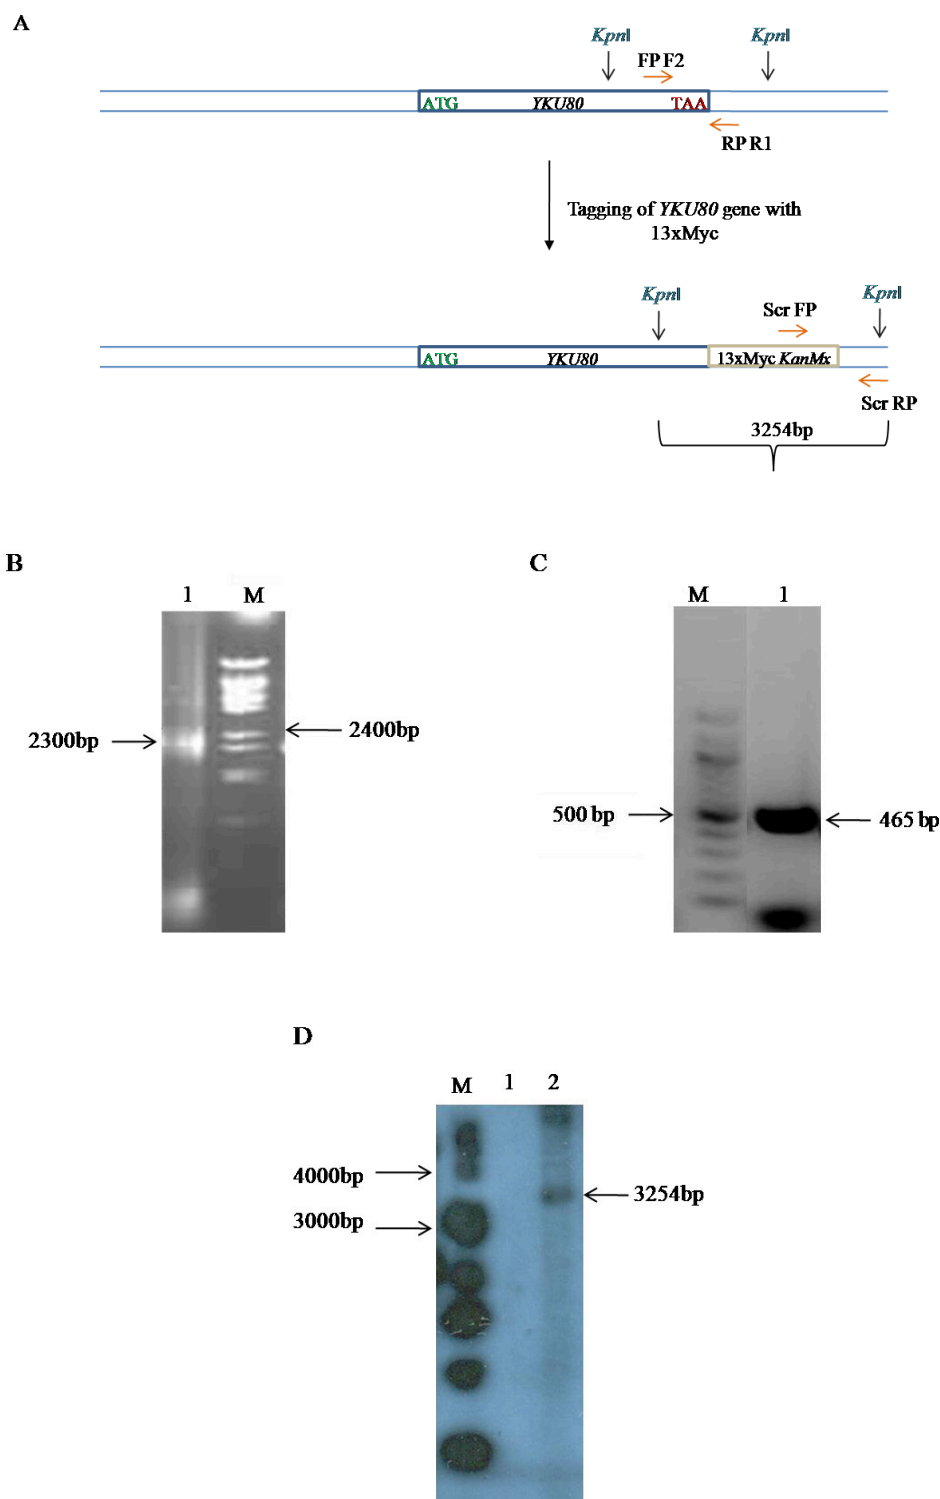 A
KpnI KpnI
FP F2
ATG YKU80 TAA
RP R1
Tagging of YKU80 gene with
13xMyc
KpnI KpnI
Scr FP
ATG YKU80 13xMyc KanMx
Scr RP
3254bp
B
1 M
2300bp 2400bp
C
M 1
500 bp 465 bp
D
M 1 2
4000bp
3254bp
3000bp